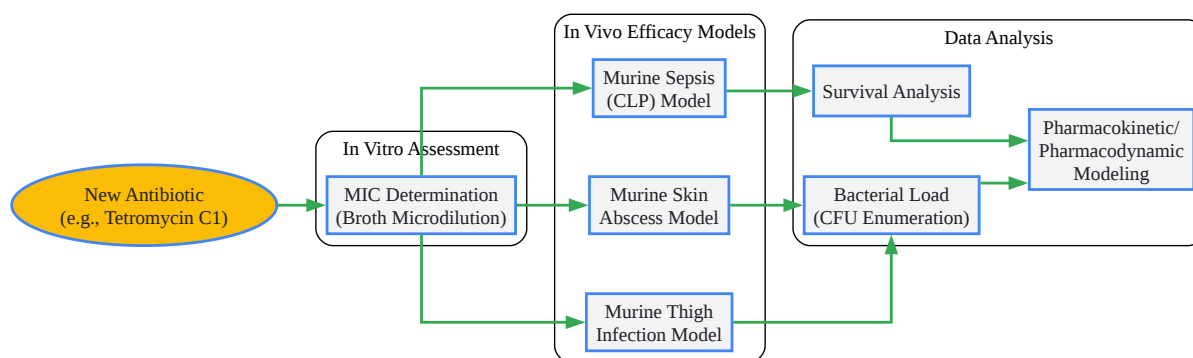 New Antibiotic
(e.g., Tetromycin C1)
In Vitro Assessment
MIC Determination
(Broth Microdilution)
In Vivo Efficacy Models
Murine Sepsis
(CLP) Model
Murine Skin
Abscess Model
Murine Thigh
Infection Model
Data Analysis
Survival Analysis
Bacterial Load
(CFU Enumeration)
Pharmacokinetic/
Pharmacodynamic
Modeling